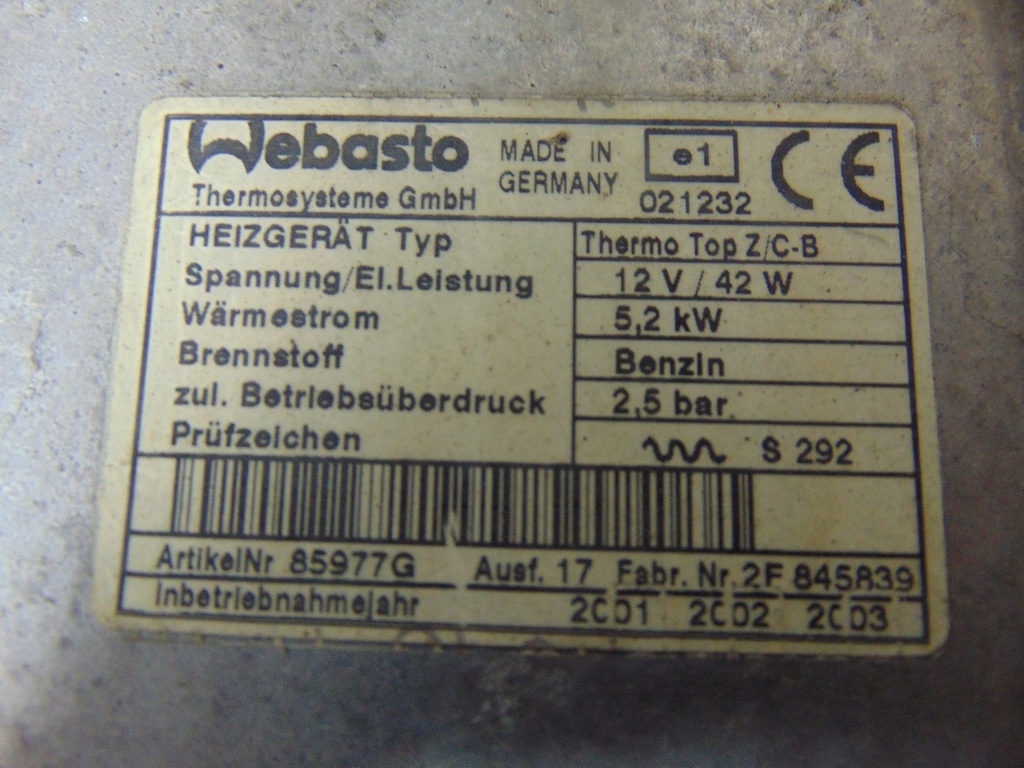 Webasto MADE IN e1 CE
Thermosysteme GmbH GERMANY 021232
HEIZGERÄT Typ Thermo Top Z/C-B
Spannung/El.Leistung 12 V / 42 W
Wärmestrom 5,2 kW
Brennstoff Benzin
zul. Betriebsüberdruck 2,5 bar
Prüfzeichen S 292
ArtikelNr 85977G Ausf. 17 Fabr. Nr. 2F 845839
Inbetriebnahmejahr 2001 2002 2003